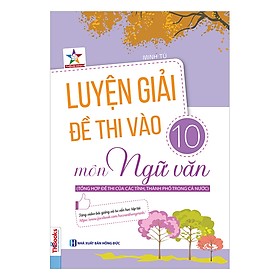 MINH TÚ
LUYỆN GIẢI
ĐỀ THI VÀO 10
môn Ngữ văn
(TỔNG HỢP ĐỀ THI CỦA CÁC TỈNH, THÀNH PHỐ TRONG CẢ NƯỚC)
NHÀ XUẤT BẢN HỒNG ĐỨC